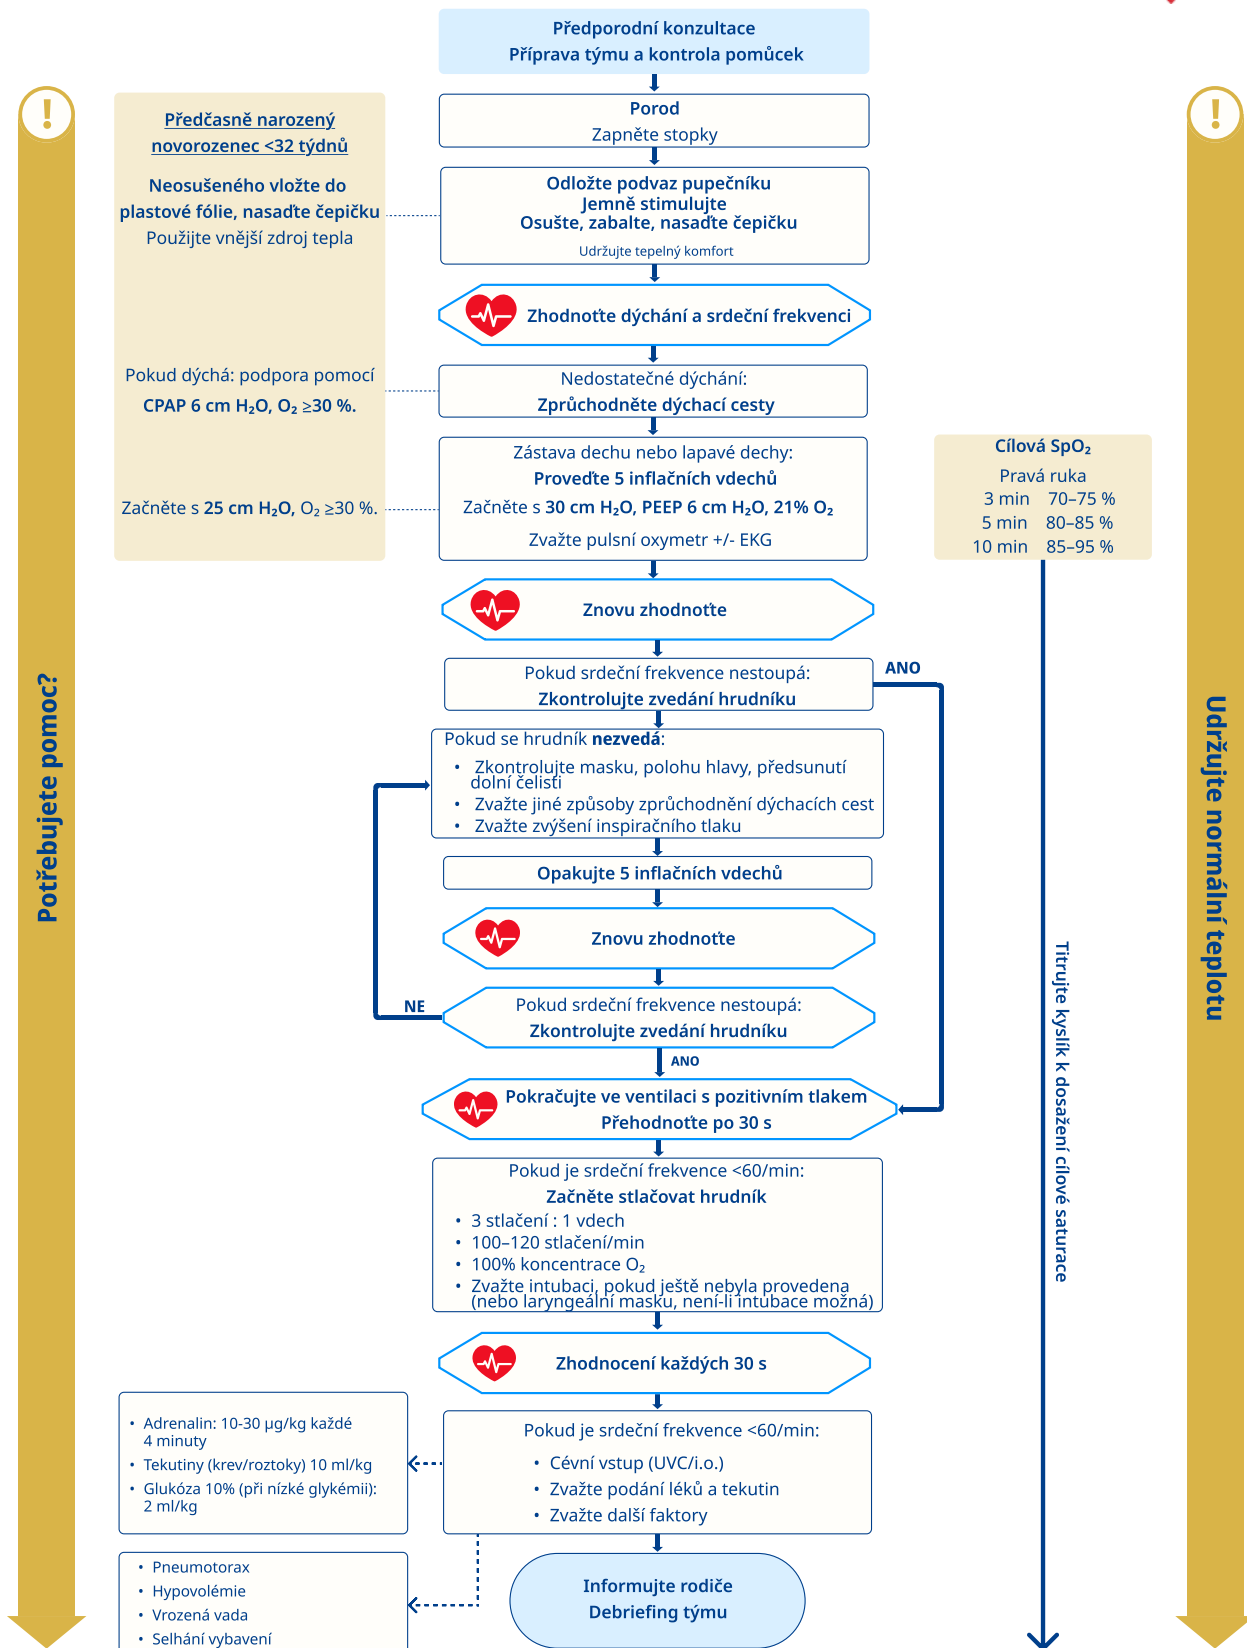 Předporodní konzultace
Příprava týmu a kontrola pomůcek
Porod
Zapněte stopky
Předčasně narozený
novorozenec <32 týdnů
Neosušeného vložte do
plastové fólie, nasaďte čepičku
Použijte vnější zdroj tepla
Odložte podvaz pupečníku
Jemně stimulujte
Osušte, zabalte, nasaďte čepičku
Udržujte tepelný komfort
Zhodnoťte dýchání a srdeční frekvenci
Pokud dýchá: podpora pomocí
CPAP 6 cm H₂O, O₂ ≥30 %.
Nedostatečné dýchání:
Zprůchodněte dýchací cesty
Zástava dechu nebo lapavé dechy:
Proveďte 5 inflačních vdechů
Začněte s 30 cm H₂O, PEEP 6 cm H₂O, 21% O₂
Zvažte pulsní oxymetr +/- EKG
Začněte s 25 cm H₂O, O₂ ≥30 %.
Cílová SpO₂
Pravá ruka
3 min 70–75 %
5 min 80–85 %
10 min 85–95 %
Znovu zhodnoťte
Pokud srdeční frekvence nestoupá:
Zkontrolujte zvedání hrudníku
ANO
Pokud se hrudník nezvedá:
• Zkontrolujte masku, polohu hlavy, předsunutí
dolní čelisti
• Zvažte jiné způsoby zprůchodnění dýchacích cest
• Zvažte zvýšení inspiračního tlaku
Opakujte 5 inflačních vdechů
Znovu zhodnoťte
NE
Pokud srdeční frekvence nestoupá:
Zkontrolujte zvedání hrudníku
ANO
Pokračujte ve ventilaci s pozitivním tlakem
Přehodnoťte po 30 s
Pokud je srdeční frekvence <60/min:
Začněte stlačovat hrudník
• 3 stlačení : 1 vdech
• 100–120 stlačení/min
• 100% koncentrace O₂
• Zvažte intubaci, pokud ještě nebyla provedena
(nebo laryngeální masku, není-li intubace možná)
Zhodnocení každých 30 s
Pokud je srdeční frekvence <60/min:
• Cévní vstup (UVC/i.o.)
• Zvažte podání léků a tekutin
• Zvažte další faktory
• Adrenalin: 10-30 µg/kg každé
4 minuty
• Tekutiny (krev/roztoky) 10 ml/kg
• Glukóza 10% (při nízké glykémii):
2 ml/kg
• Pneumotorax
• Hypovolémie
• Vrozená vada
• Selhání vybavení
Informujte rodiče
Debriefing týmu
Potřebujete pomoc?
Titrujte kyslík k dosažení cílové saturace
Udržujte normální teplotu